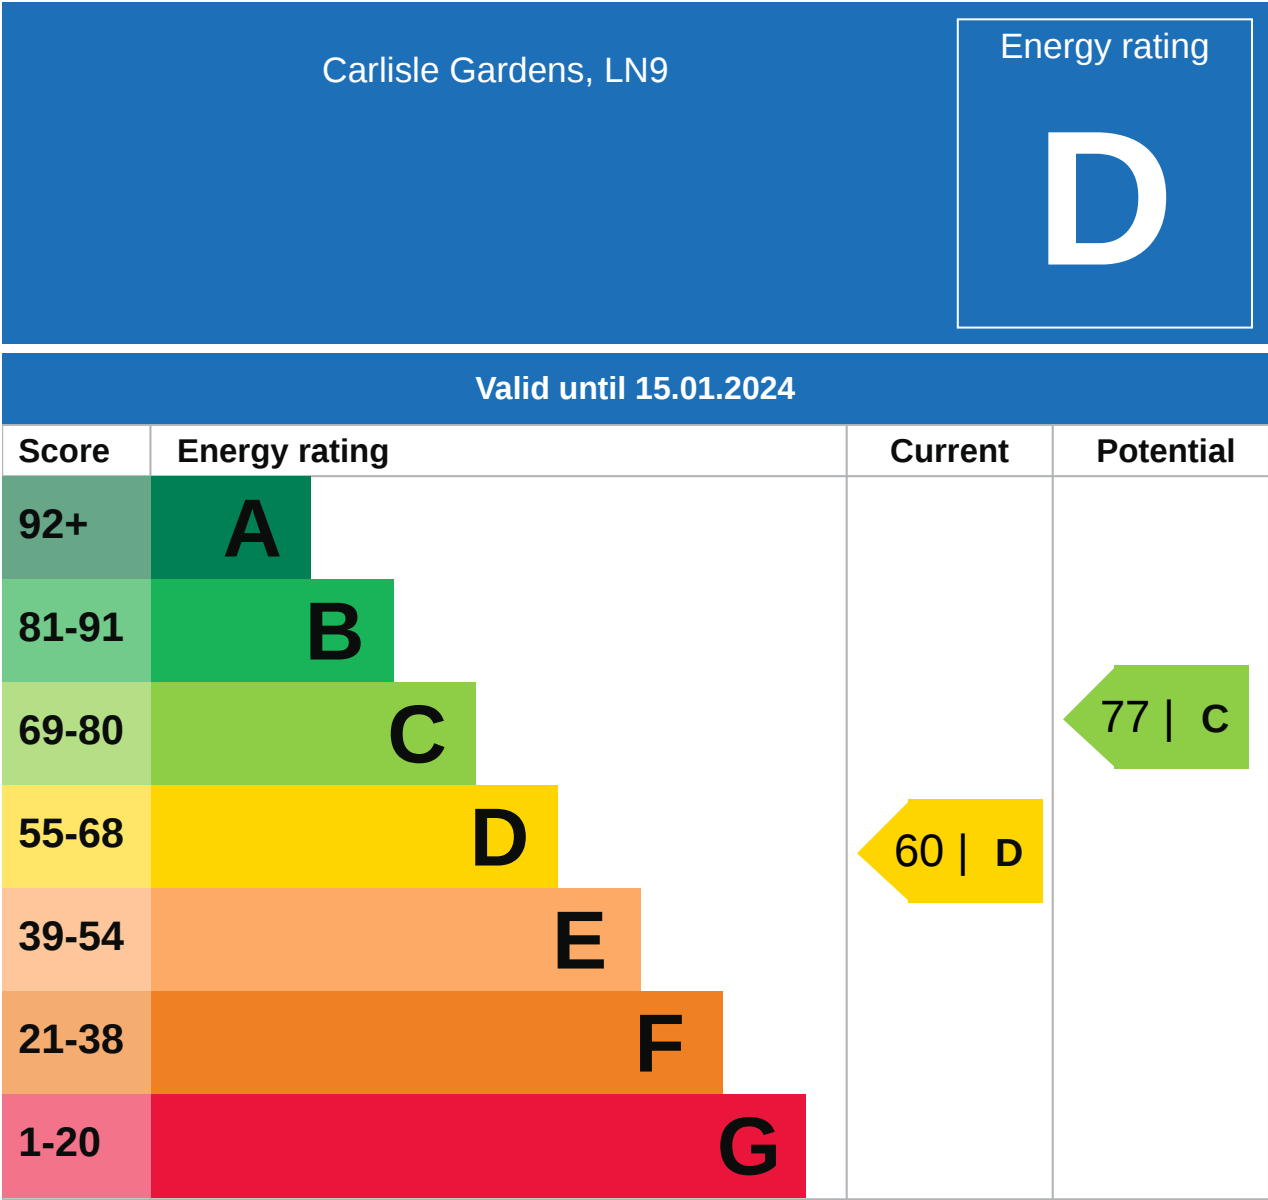 Carlisle Gardens, LN9
Energy rating
D
Valid until 15.01.2024
Score Energy rating Current Potential
92+ A
81-91 B
69-80 C
77 | C
55-68 D
60 | D
39-54 E
21-38 F
1-20 G